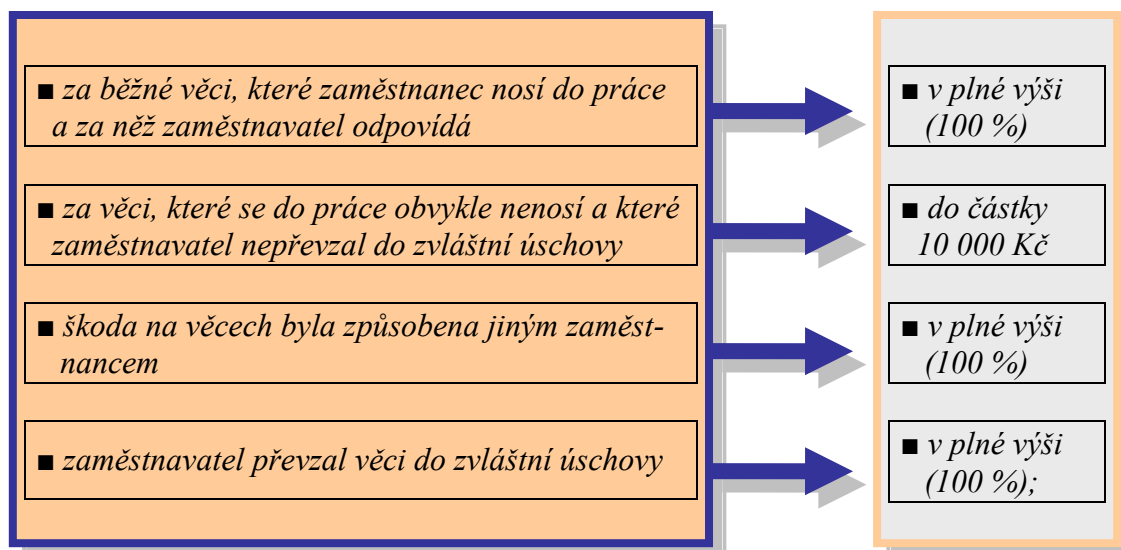 ■ za běžné věci, které zaměstnanec nosí do práce
a za něž zaměstnavatel odpovídá
■ v plné výši
(100 %)
■ za věci, které se do práce obvykle nenosí a které
zaměstnavatel nepřevzal do zvláštní úschovy
■ do částky
10 000 Kč
■ škoda na věcech byla způsobena jiným zaměst-
nancem
■ v plné výši
(100 %)
■ zaměstnavatel převzal věci do zvláštní úschovy
■ v plné výši
(100 %);